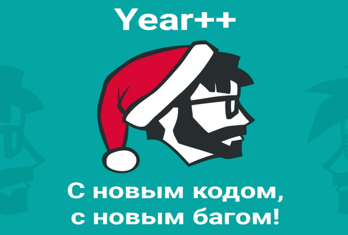 Year++
С новым кодом,
с новым багом!